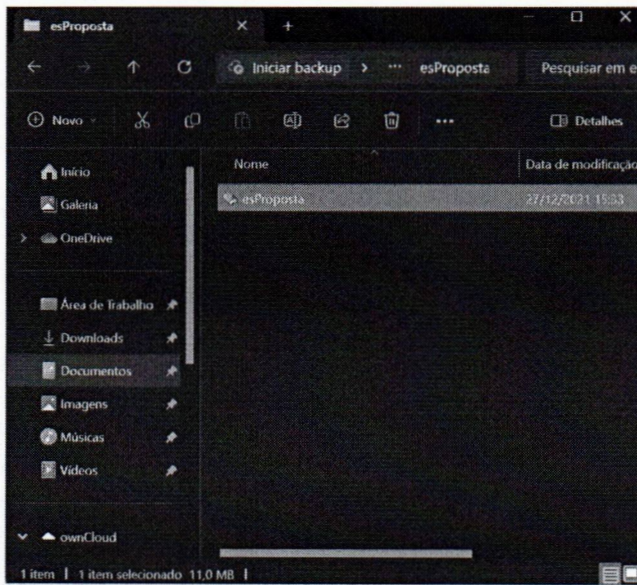 esProposta
Iniciar backup > ... esProposta Pesquisar em e
Novo Detalhes
Nome Data de modificação
esProposta 27/12/2021 15:33
Início
Galeria
OneDrive
Área de Trabalho
Downloads
Documentos
Imagens
Músicas
Vídeos
ownCloud
1 item | 1 item selecionado 11,0 MB |